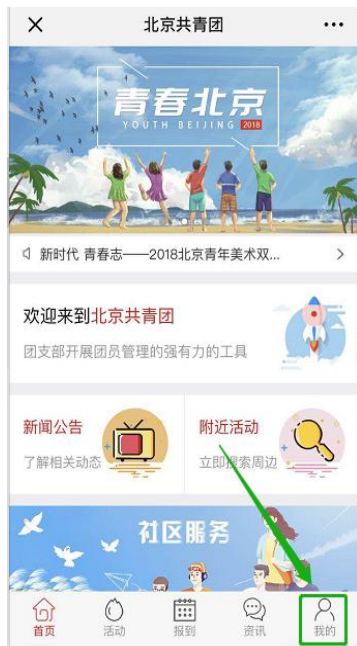 北京共青团
青春北京
YOUTH BEIJING 2018
新时代 青春志——2018北京青年美术双...
欢迎来到北京共青团
团支部开展团员管理的强有力的工具
新闻公告
了解相关动态
附近活动
立即搜索周边
社区服务
首页
活动
报到
资讯
我的